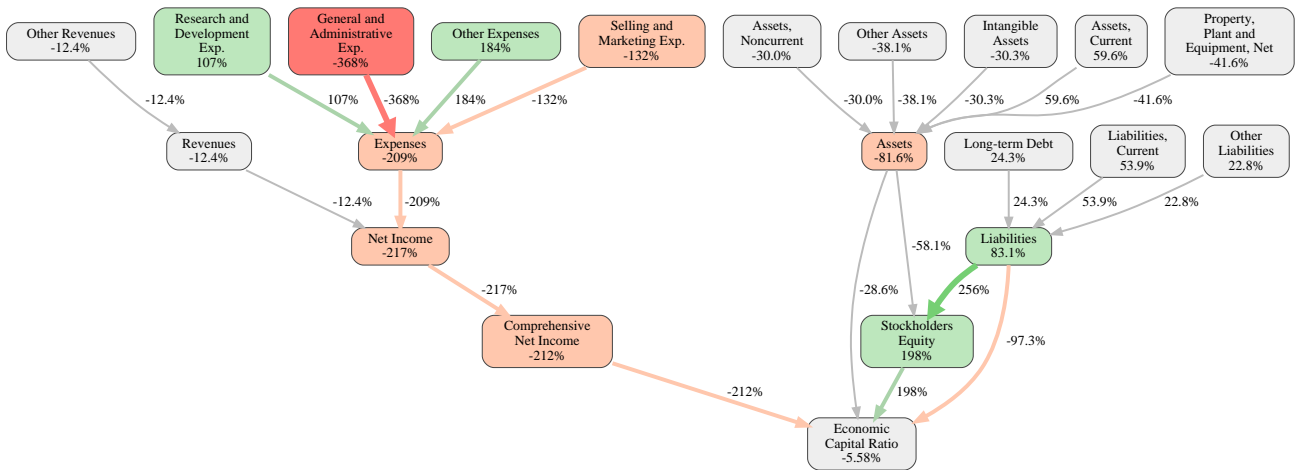 Other Revenues
-12.4%
Research and
Development
Exp.
107%
General and
Administrative
Exp.
-368%
Other Expenses
184%
Selling and
Marketing Exp.
-132%
Assets,
Noncurrent
-30.0%
Other Assets
-38.1%
Intangible
Assets
-30.3%
Assets,
Current
59.6%
Property,
Plant and
Equipment, Net
-41.6%
-12.4%
107%
-368%
184%
-132%
-30.0%
-38.1%
-30.3%
59.6%
-41.6%
Revenues
-12.4%
Expenses
-209%
Assets
-81.6%
Long-term Debt
24.3%
Liabilities,
Current
53.9%
Other
Liabilities
22.8%
-12.4%
-209%
24.3%
53.9%
22.8%
Net Income
-217%
-58.1%
Liabilities
83.1%
-217%
-28.6%
256%
Comprehensive
Net Income
-212%
Stockholders
Equity
198%
-97.3%
-212%
198%
Economic
Capital Ratio
-5.58%